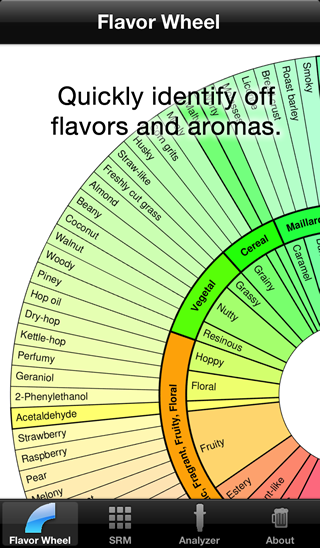 Flavor Wheel
Quickly identify off
flavors and aromas.
Smoky
Roast barley
Husky
Straw-like
Freshly cut grass
Almond
Beany
Coconut
Walnut
Woody
Piney
Hop oil
Dry-hop
Kettle-hop
Perfumy
Geraniol
2-Phenylethanol
Acetaldehyde
Strawberry
Raspberry
Pear
Melony
Cereal
Vegetal
Fragrant, Fruity, Floral
Caramel
Grainy
Grassy
Nutty
Resinous
Hoppy
Floral
Fruity
Estery
Flavor Wheel
SRM
Analyzer
About